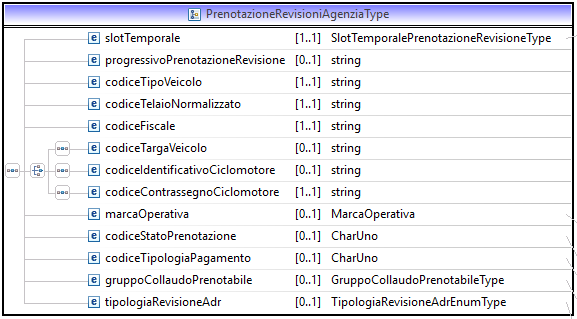 PrenotazioneRevisioniAgenziaType
slotTemporale [1..1] SlotTemporalePrenotazioneRevisioneType
progressivoPrenotazioneRevisione [0..1] string
codiceTipoVeicolo [1..1] string
codiceTelaioNormalizzato [1..1] string
codiceFiscale [1..1] string
codiceTargaVeicolo [0..1] string
codiceIdentificativoCiclomotore [0..1] string
codiceContrassegnoCiclomotore [1..1] string
marcaOperativa [0..1] MarcaOperativa
codiceStatoPrenotazione [0..1] CharUno
codiceTipologiaPagamento [0..1] CharUno
gruppoCollaudoPrenotabile [0..1] GruppoCollaudoPrenotabileType
tipologiaRevisioneAdr [0..1] TipologiaRevisioneAdrEnumType